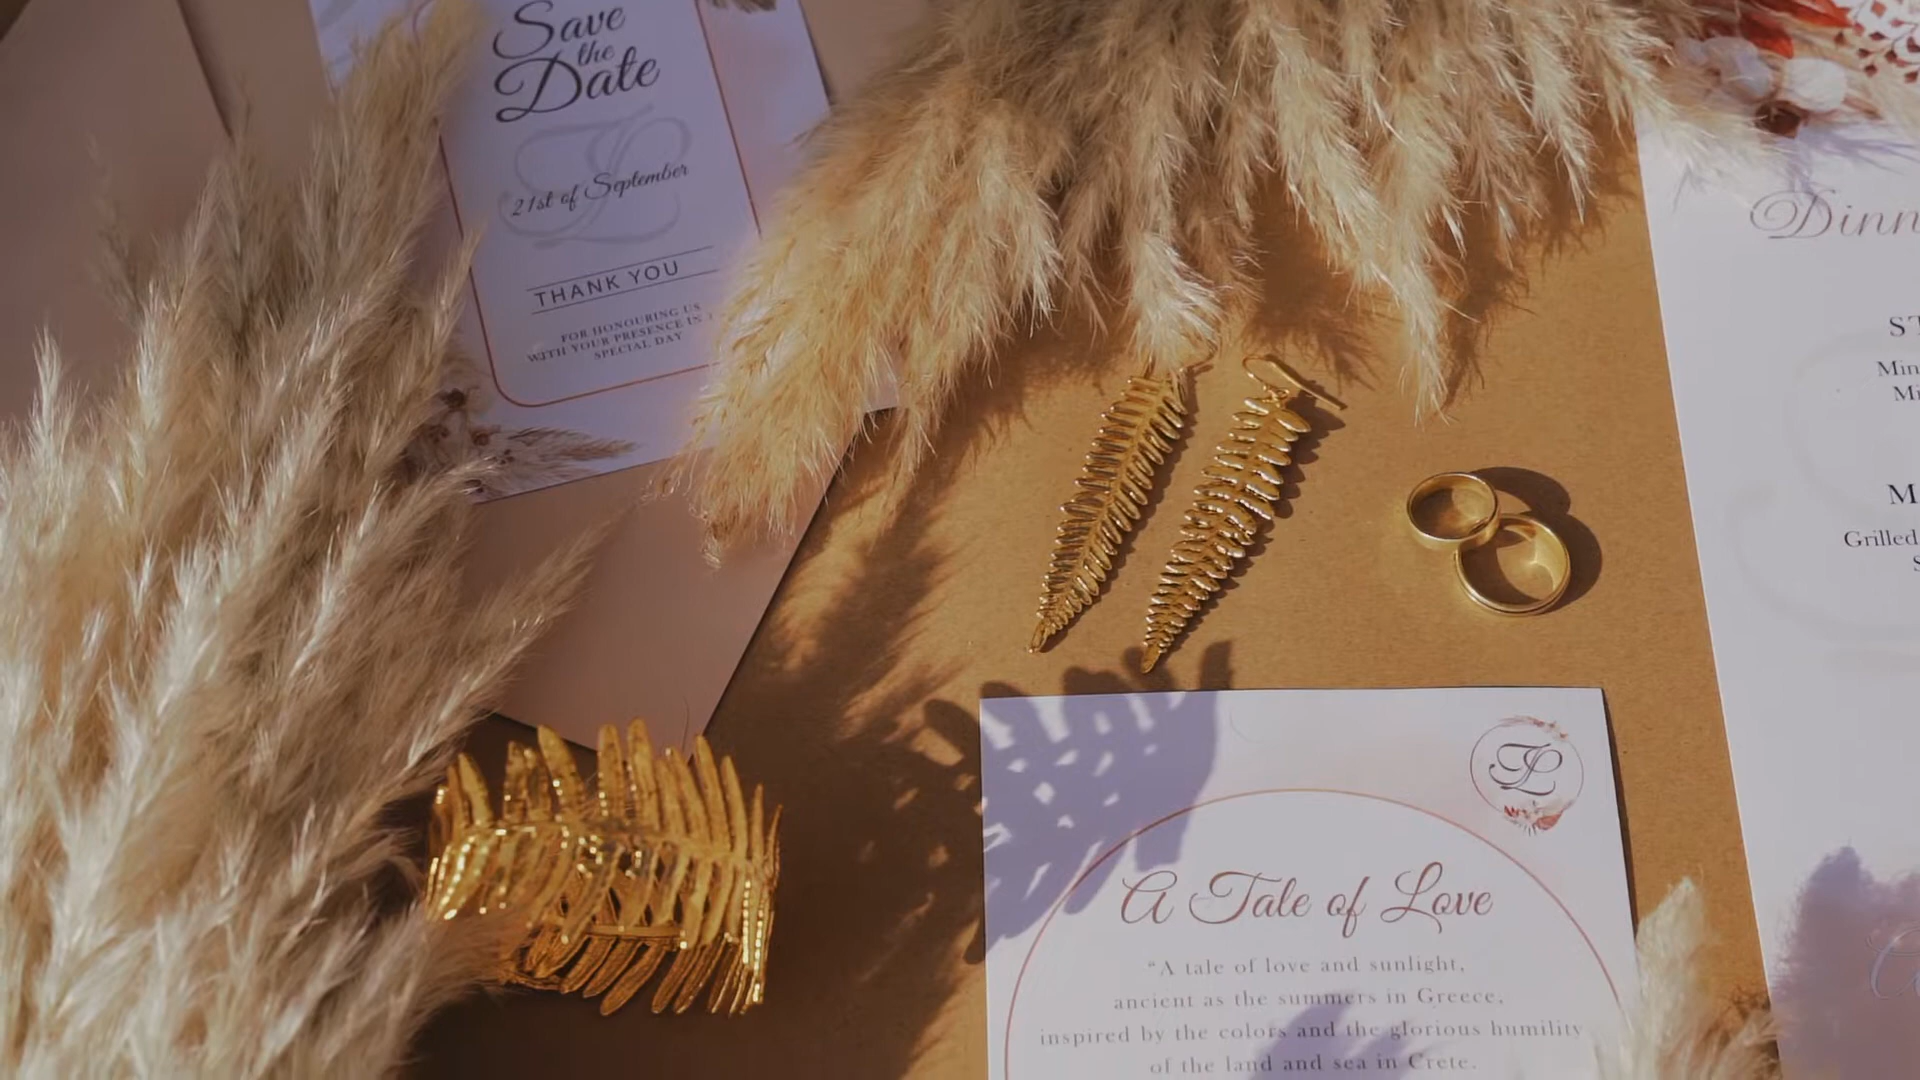 Save
the
Date
21st of September
THANK YOU
FOR HONOURING US
WITH YOUR PRESENCE IN
SPECIAL DAY
Grilled
A Tale of Love
"A tale of love and sunlight,
ancient as the summers in Greece,
inspired by the colors and the glorious humility
of the land and sea in Crete.